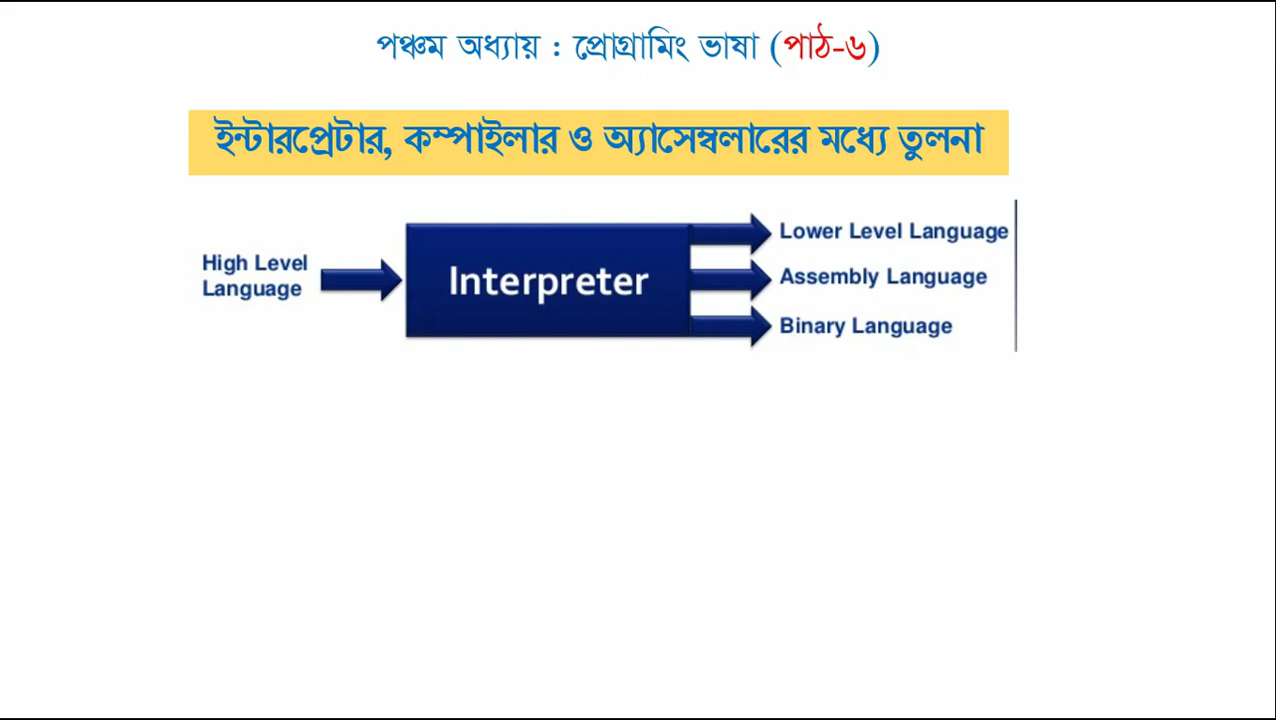 পঞ্চম অধ্যায় : প্রোগ্রামিং ভাষা (পাঠ-৬)
ইন্টারপ্রেটার, কম্পাইলার ও অ্যাসেম্বলারের মধ্যে তুলনা
High Level
Language
Interpreter
Lower Level Language
Assembly Language
Binary Language